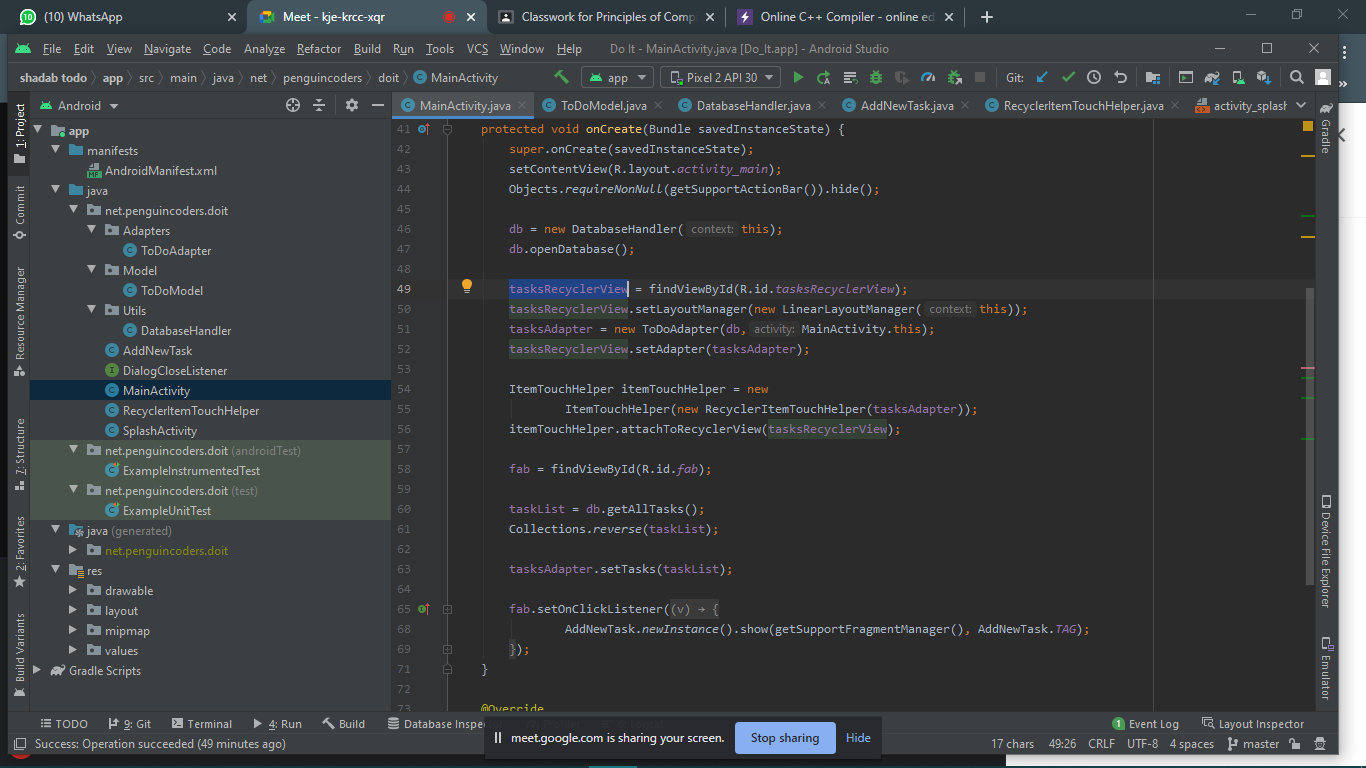 (10) WhatsApp
Meet - kje-krcc-xqr
Classwork for Principles of Comp
Online C++ Compiler - online ed
File Edit View Navigate Code Analyze Refactor Build Run Tools VCS Window Help Do It - MainActivity.java [Do_It.app] - Android Studio
shadab todo app src main java net penguincoders doit MainActivity app Pixel 2 API 30 Git:
Android
MainActivity.java ToDoModel.java DatabaseHandler.java AddNewTask.java RecyclerItemTouchHelper.java activity_splash
1: Project
Commit
Resource Manager
7: Structure
2: Favorites
Build Variants
app
manifests
AndroidManifest.xml
java
net.penguincoders.doit
Adapters
ToDoAdapter
Model
ToDoModel
Utils
DatabaseHandler
AddNewTask
DialogCloseListener
MainActivity
RecyclerItemTouchHelper
SplashActivity
net.penguincoders.doit (androidTest)
ExampleInstrumentedTest
net.penguincoders.doit (test)
ExampleUnitTest
java (generated)
net.penguincoders.doit
res
drawable
layout
mipmap
values
Gradle Scripts
41 protected void onCreate(Bundle savedInstanceState) {
42 super.onCreate(savedInstanceState);
43 setContentView(R.layout.activity_main);
44 Objects.requireNonNull(getSupportActionBar()).hide();
45
46 db = new DatabaseHandler( context: this);
47 db.openDatabase();
48
49 tasksRecyclerView = findViewById(R.id.tasksRecyclerView);
50 tasksRecyclerView.setLayoutManager(new LinearLayoutManager( context: this));
51 tasksAdapter = new ToDoAdapter(db, activity: MainActivity.this);
52 tasksRecyclerView.setAdapter(tasksAdapter);
53
54 ItemTouchHelper itemTouchHelper = new
55 ItemTouchHelper(new RecyclerItemTouchHelper(tasksAdapter));
56 itemTouchHelper.attachToRecyclerView(tasksRecyclerView);
57
58 fab = findViewById(R.id.fab);
59
60 taskList = db.getAllTasks();
61 Collections.reverse(taskList);
62
63 tasksAdapter.setTasks(taskList);
64
65 fab.setOnClickListener((v) → {
68 AddNewTask.newInstance().show(getSupportFragmentManager(), AddNewTask.TAG);
69 });
71 }
72
73 @Override
Gradle
Device File Explorer
Emulator
TODO 9: Git Terminal 4: Run Build Database Inspe 1 Event Log Layout Inspector
meet.google.com is sharing your screen. Stop sharing Hide
Success: Operation succeeded (49 minutes ago) 17 chars 49:26 CRLF UTF-8 4 spaces master